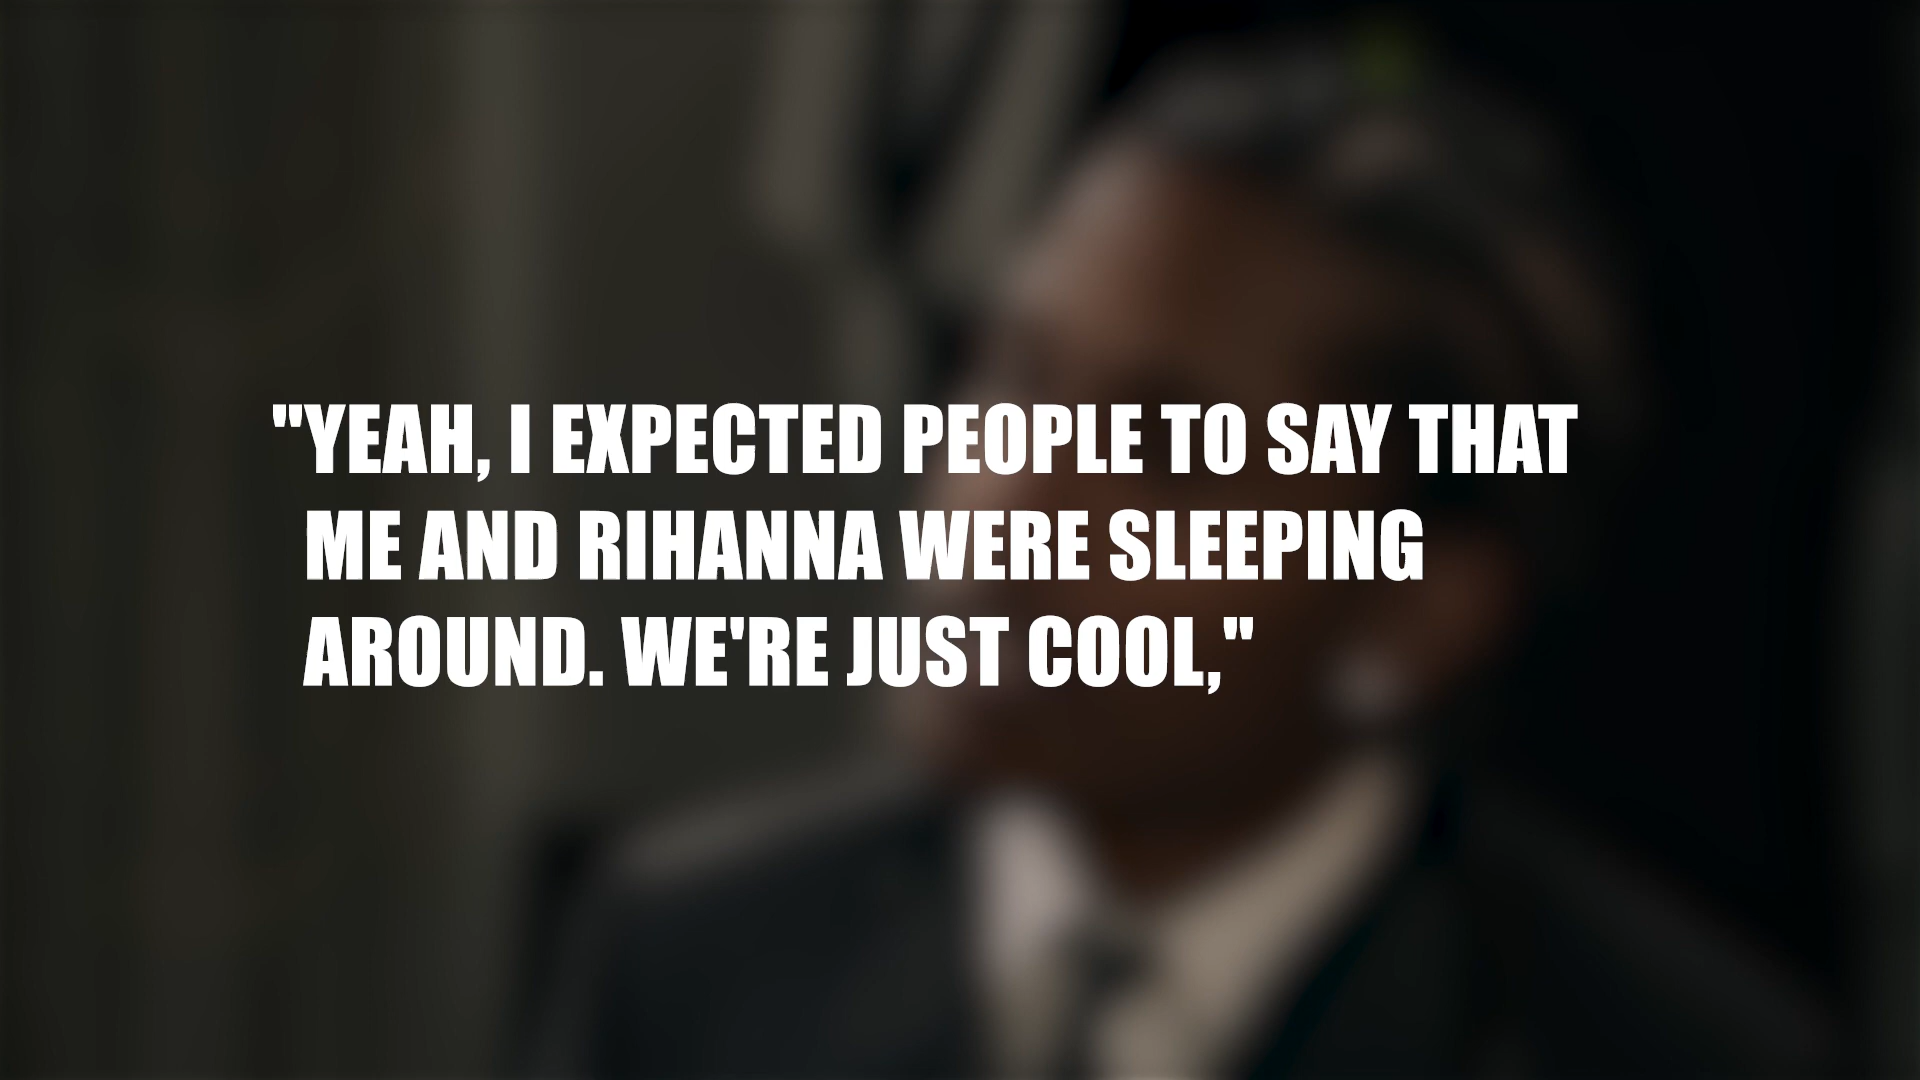 "YEAH, I EXPECTED PEOPLE TO SAY THAT
ME AND RIHANNA WERE SLEEPING
AROUND. WE'RE JUST COOL,"